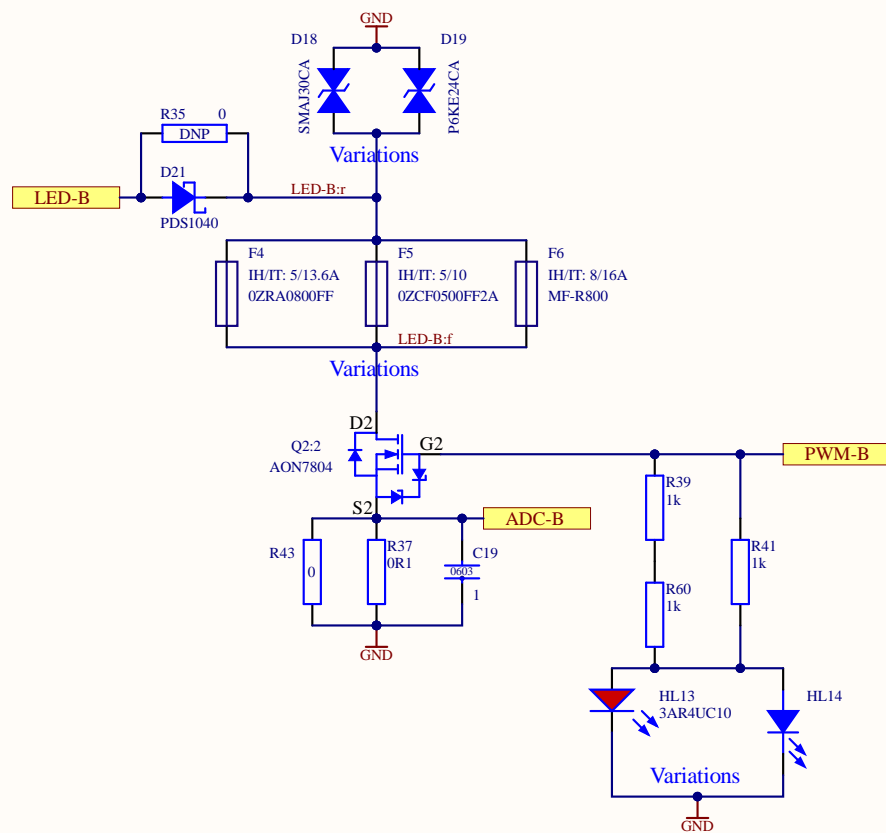 GND
D18
D19
SMAJ30CA
P6KE24CA
R35 0
DNP
Variations
D21
LED-B
LED-B:r
PDS1040
F4
IH/IT: 5/13.6A
0ZRA0800FF
F5
IH/IT: 5/10
0ZCF0500FF2A
F6
IH/IT: 8/16A
MF-R800
LED-B:f
Variations
D2
Q2:2
AON7804
G2
PWM-B
S2
ADC-B
R39
1k
R43
0
R37
0R1
C19
0603
1
R41
1k
R60
1k
GND
HL13
3AR4UC10
HL14
Variations
GND